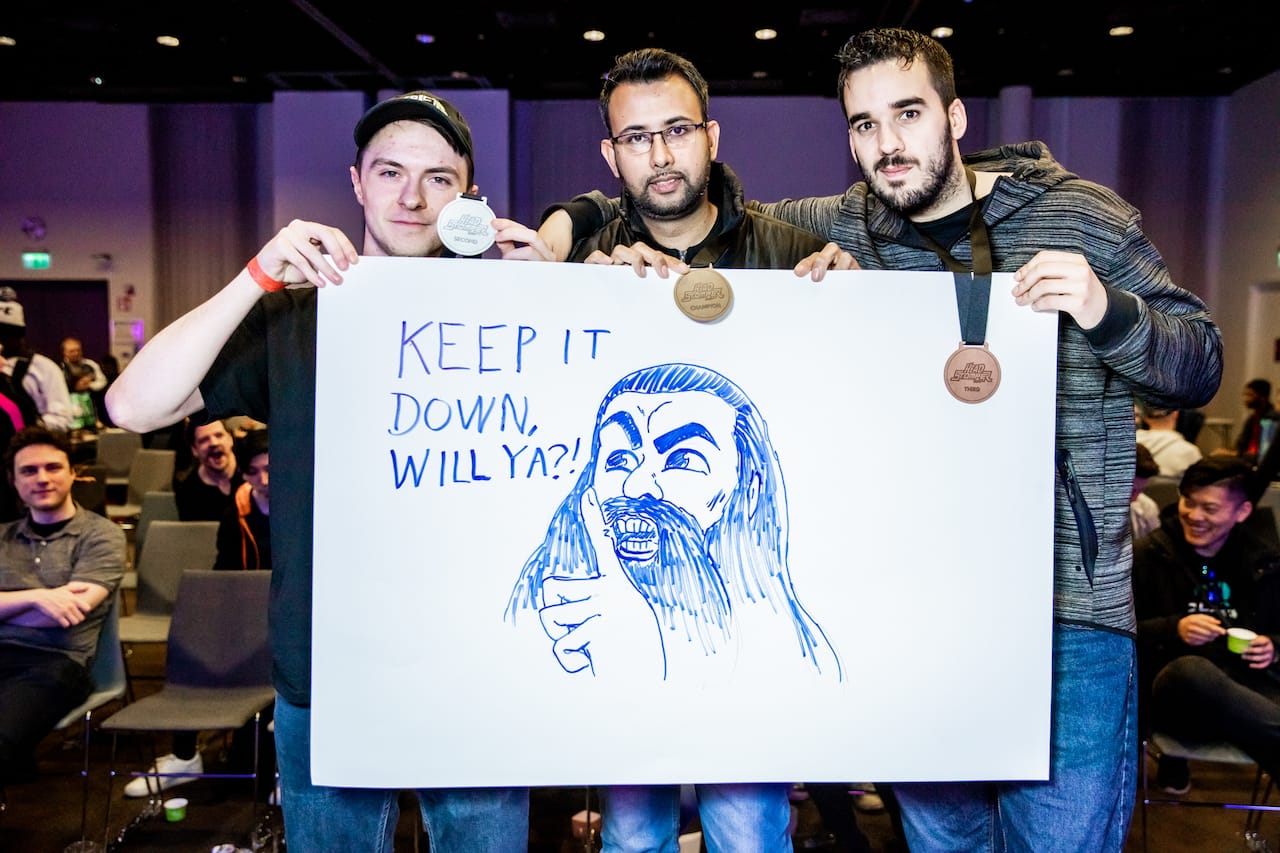 KEEP IT
DOWN,
WILL YA?!
SECOND
CHAMPION
THIRD